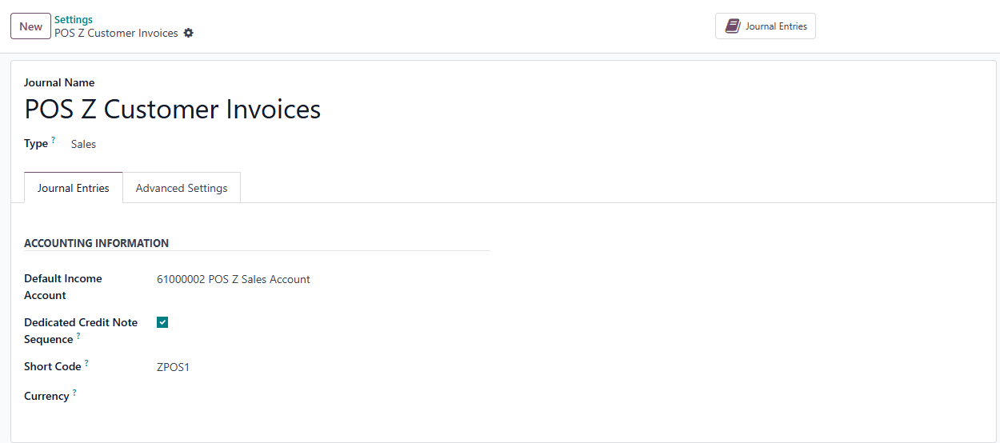 New
Settings
POS Z Customer Invoices
Journal Entries
Journal Name
POS Z Customer Invoices
Type ?
Sales
Journal Entries
Advanced Settings
ACCOUNTING INFORMATION
Default Income
Account
61000002 POS Z Sales Account
Dedicated Credit Note
Sequence ?
Short Code ?
ZPOS1
Currency ?